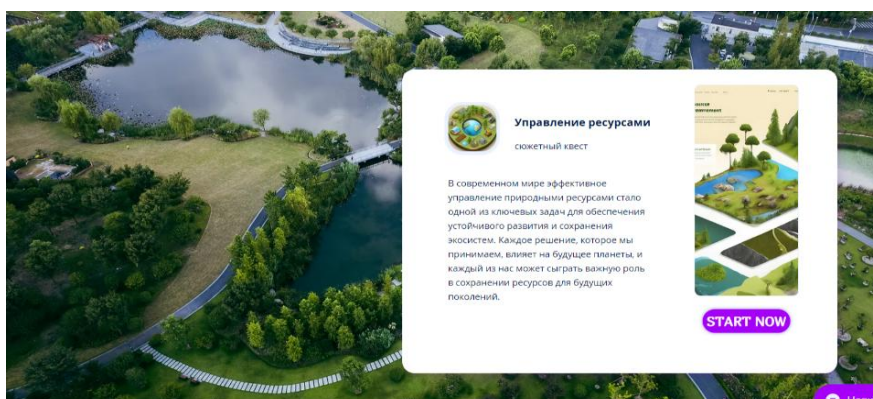 Управление ресурсами
сюжетный квест
В современном мире эффективное
управление природными ресурсами стало
одной из ключевых задач для обеспечения
устойчивого развития и сохранения
экосистем. Каждое решение, которое мы
принимаем, влияет на будущее планеты, и
каждый из нас может сыграть важную роль
в сохранении ресурсов для будущих
поколений.
START NOW